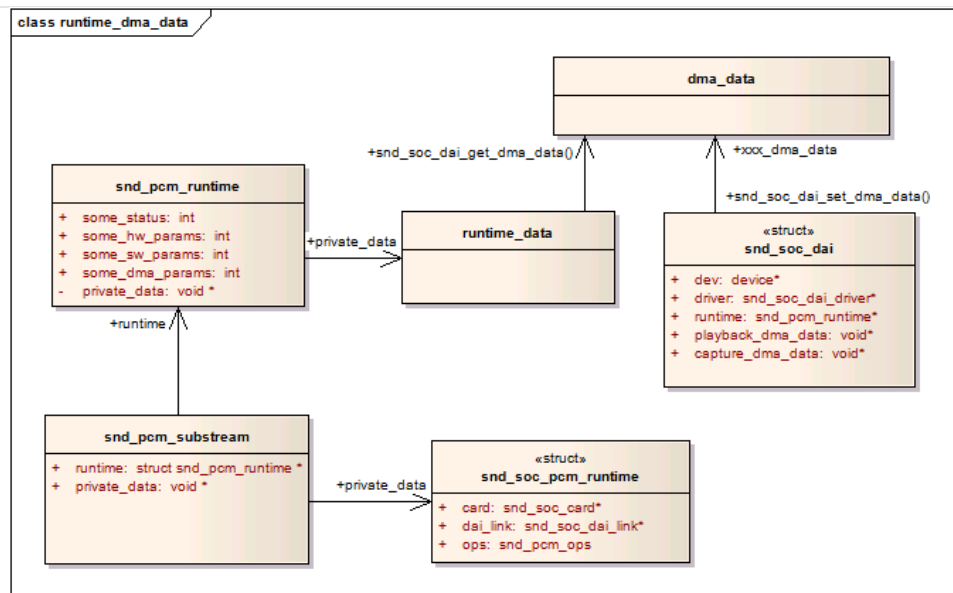 class runtime_dma_data
dma_data
+snd_soc_dai_get_dma_data()
+xxx_dma_data
snd_pcm_runtime
+ some_status: int
+ some_hw_params: int
+ some_sw_params: int
+ some_dma_params: int
- private_data: void *
+private_data
runtime_data
+snd_soc_dai_set_dma_data()
«struct»
snd_soc_dai
+ dev: device*
+ driver: snd_soc_dai_driver*
+ runtime: snd_pcm_runtime*
+ playback_dma_data: void*
+ capture_dma_data: void*
+runtime
snd_pcm_substream
+ runtime: struct snd_pcm_runtime *
+ private_data: void *
+private_data
«struct»
snd_soc_pcm_runtime
+ card: snd_soc_card*
+ dai_link: snd_soc_dai_link*
+ ops: snd_pcm_ops